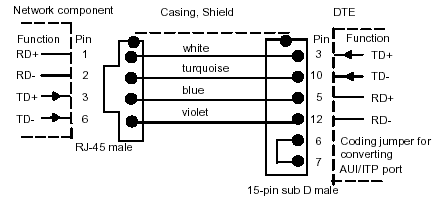 Network component Casing, Shield DTE
Function Pin Pin Function
RD+ 1 white 3 TD+
RD- 2 turquoise 10 TD-
TD+ 3 blue 5 RD+
TD- 6 violet 12 RD-
RJ-45 male 6 Coding jumper for
7 converting
AUI/ITP port
15-pin sub D male